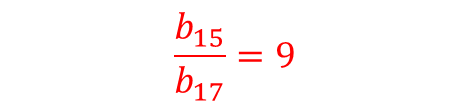 b₁₅/b₁₇ = 9